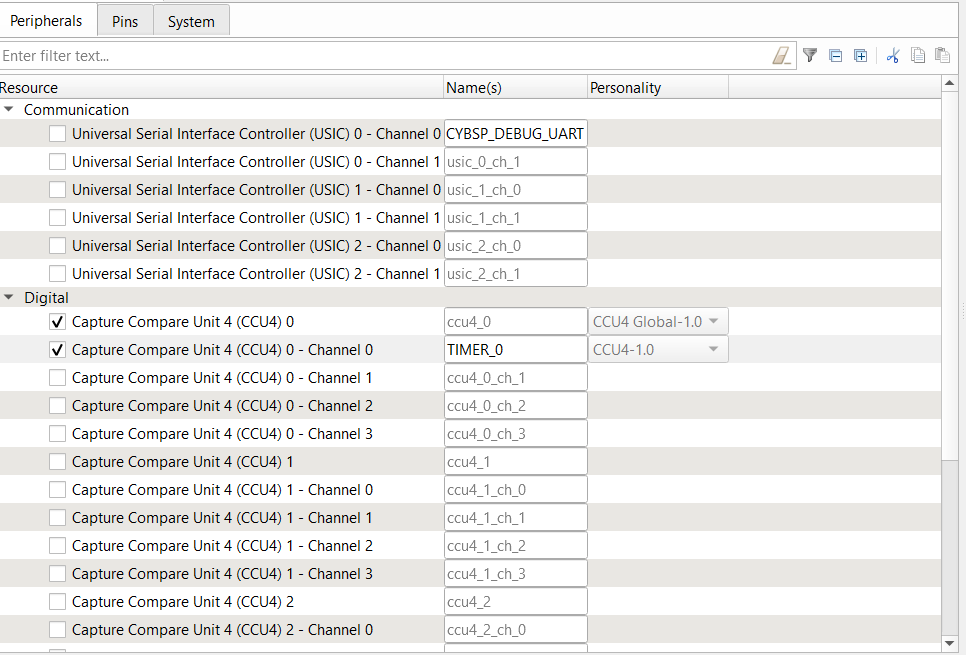 Peripherals Pins System
Enter filter text...
Resource Name(s) Personality
Communication
Universal Serial Interface Controller (USIC) 0 - Channel 0 CYBSP_DEBUG_UART
Universal Serial Interface Controller (USIC) 0 - Channel 1 usic_0_ch_1
Universal Serial Interface Controller (USIC) 1 - Channel 0 usic_1_ch_0
Universal Serial Interface Controller (USIC) 1 - Channel 1 usic_1_ch_1
Universal Serial Interface Controller (USIC) 2 - Channel 0 usic_2_ch_0
Universal Serial Interface Controller (USIC) 2 - Channel 1 usic_2_ch_1
Digital
Capture Compare Unit 4 (CCU4) 0 ccu4_0 CCU4 Global-1.0
Capture Compare Unit 4 (CCU4) 0 - Channel 0 TIMER_0 CCU4-1.0
Capture Compare Unit 4 (CCU4) 0 - Channel 1 ccu4_0_ch_1
Capture Compare Unit 4 (CCU4) 0 - Channel 2 ccu4_0_ch_2
Capture Compare Unit 4 (CCU4) 0 - Channel 3 ccu4_0_ch_3
Capture Compare Unit 4 (CCU4) 1 ccu4_1
Capture Compare Unit 4 (CCU4) 1 - Channel 0 ccu4_1_ch_0
Capture Compare Unit 4 (CCU4) 1 - Channel 1 ccu4_1_ch_1
Capture Compare Unit 4 (CCU4) 1 - Channel 2 ccu4_1_ch_2
Capture Compare Unit 4 (CCU4) 1 - Channel 3 ccu4_1_ch_3
Capture Compare Unit 4 (CCU4) 2 ccu4_2
Capture Compare Unit 4 (CCU4) 2 - Channel 0 ccu4_2_ch_0